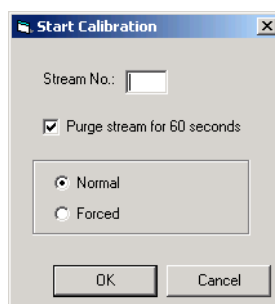 Start Calibration
Stream No.:
Purge stream for 60 seconds
Normal
Forced
OK Cancel